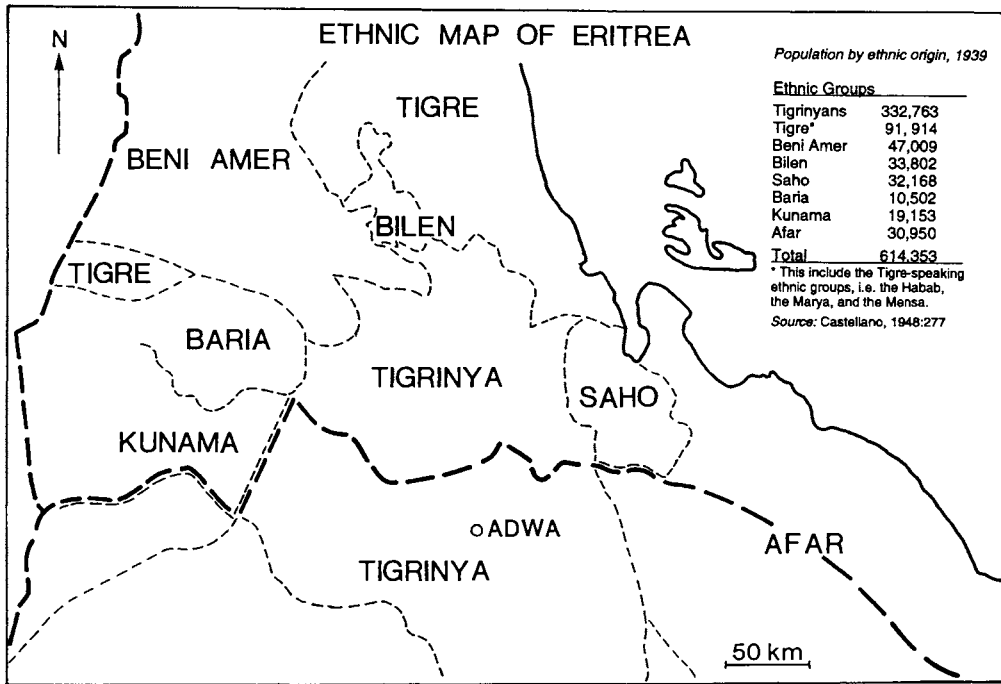 ETHNIC MAP OF ERITREA
N
Population by ethnic origin, 1939
Ethnic Groups
Tigrinyans 332,763
Tigre* 91,914
Beni Amer 47,009
Bilen 33,802
Saho 32,168
Baria 10,502
Kunama 19,153
Afar 30,950
Total 614.353
* This include the Tigre-speaking
ethnic groups, i.e. the Habab,
the Marya, and the Mensa.
Source: Castellano, 1948:277
TIGRE
BENI AMER
BILEN
TIGRE
BARIA
TIGRINYA
SAHO
KUNAMA
ADWA
AFAR
TIGRINYA
50 km